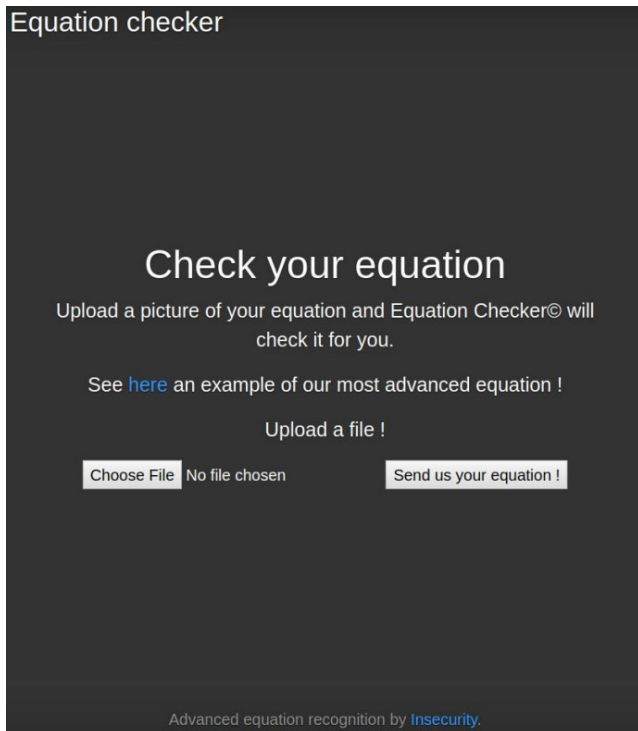 Equation checker
Check your equation
Upload a picture of your equation and Equation Checker© will
check it for you.
See here an example of our most advanced equation !
Upload a file !
Choose File No file chosen Send us your equation !
Advanced equation recognition by Insecurity.